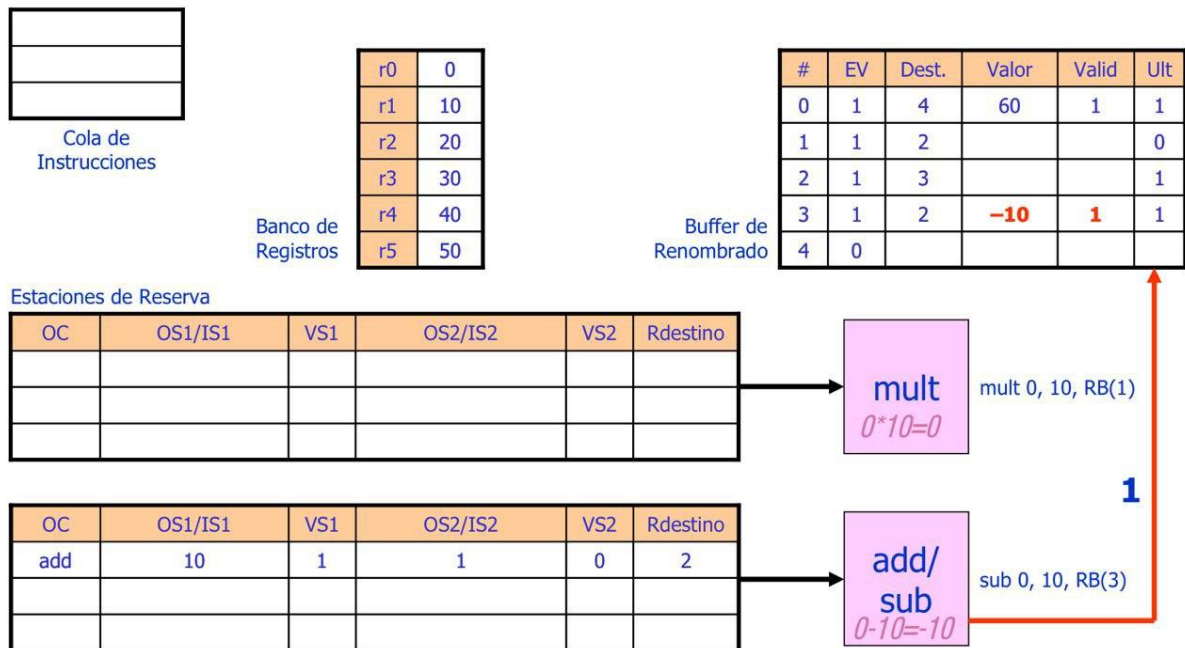 Cola de
Instrucciones
r0 0
r1 10
r2 20
r3 30
r4 40
r5 50
Banco de
Registros
# EV Dest. Valor Valid Ult
0 1 4 60 1 1
1 1 2 0
2 1 3 1
3 1 2 –10 1 1
4 0
Buffer de
Renombrado
Estaciones de Reserva
OC OS1/IS1 VS1 OS2/IS2 VS2 Rdestino
mult
0*10=0
mult 0, 10, RB(1)
1
OC OS1/IS1 VS1 OS2/IS2 VS2 Rdestino
add 10 1 1 0 2
add/
sub
0-10=-10
sub 0, 10, RB(3)